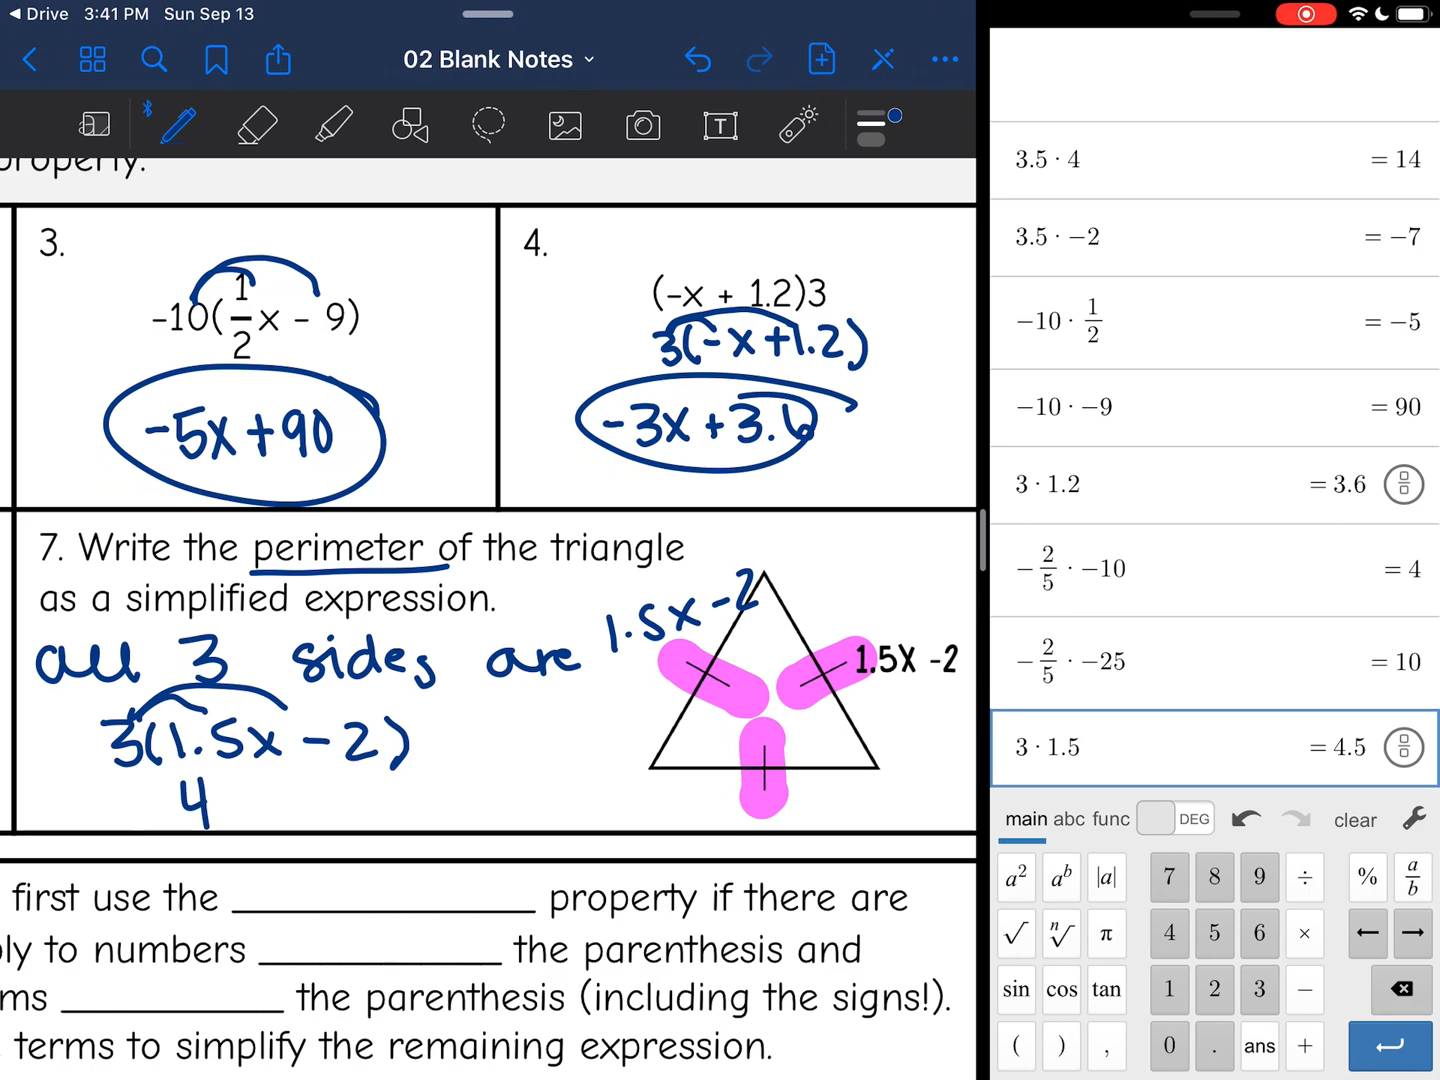 Drive 3:41 PM Sun Sep 13
02 Blank Notes
T
property.
3.
-10(1/2x - 9)
-5x+90
4.
(-x + 1.2)3
3(-x+1.2)
-3x+3.6
7. Write the perimeter of the triangle
as a simplified expression.
all 3 sides are 1.5x-2
1.5X -2
3(1.5x-2)
4
first use the ______ property if there are
ply to numbers ______ the parenthesis and
ms ______ the parenthesis (including the signs!).
terms to simplify the remaining expression.
3.5 · 4 = 14
3.5 · −2 = −7
−10 · 1/2 = −5
−10 · −9 = 90
3 · 1.2 = 3.6
−2/5 · −10 = 4
−2/5 · −25 = 10
3 · 1.5 = 4.5
main abc func DEG clear
a² aᵇ |a| 7 8 9 ÷ % a/b
√ ⁿ√ π 4 5 6 × ← →
sin cos tan 1 2 3 −
( ) , 0 . ans +